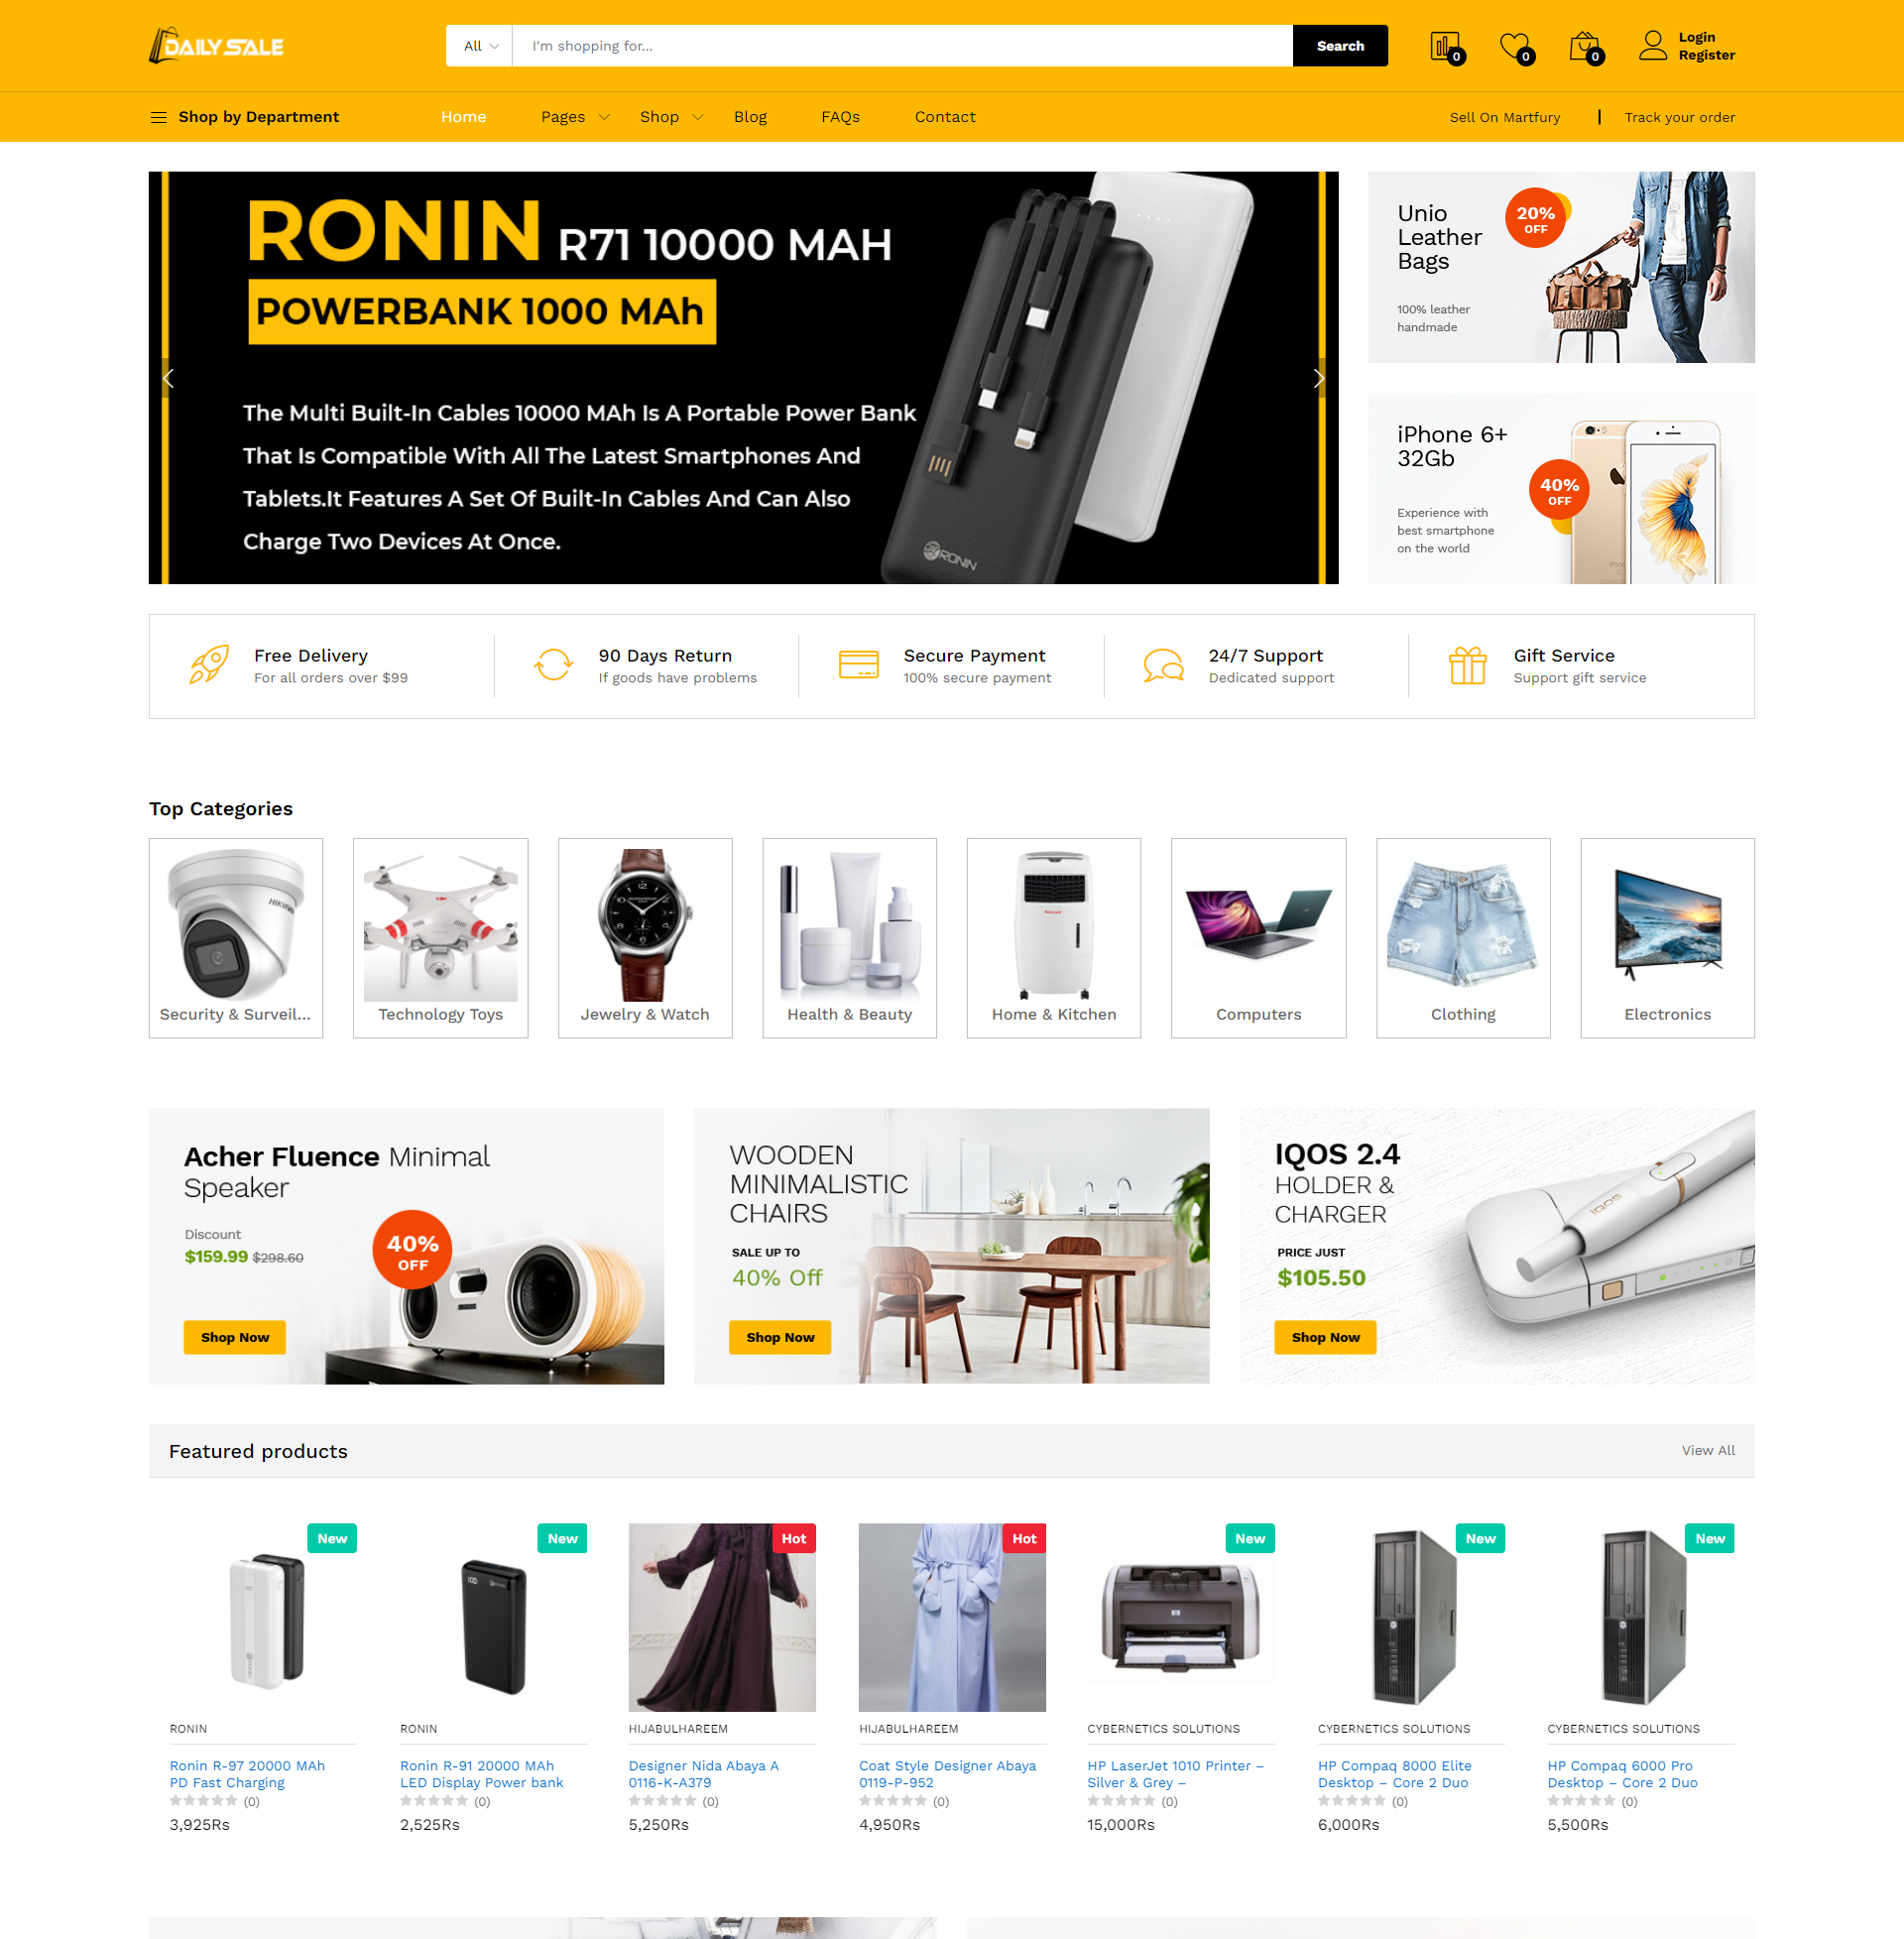 DAILY SALE
All
I'm shopping for...
Search
0
0
0
Login
Register
Shop by Department
Home
Pages
Shop
Blog
FAQs
Contact
Sell On Martfury
Track your order
RONIN R71 10000 MAH
POWERBANK 1000 MAh
The Multi Built-In Cables 10000 MAh Is A Portable Power Bank
That Is Compatible With All The Latest Smartphones And
Tablets.It Features A Set Of Built-In Cables And Can Also
Charge Two Devices At Once.
RONIN
Unio
Leather
Bags
20%
OFF
100% leather
handmade
iPhone 6+
32Gb
40%
OFF
Experience with
best smartphone
on the world
Free Delivery
For all orders over $99
90 Days Return
If goods have problems
Secure Payment
100% secure payment
24/7 Support
Dedicated support
Gift Service
Support gift service
Top Categories
Security & Surveil...
Technology Toys
Jewelry & Watch
Health & Beauty
Home & Kitchen
Computers
Clothing
Electronics
Acher Fluence Minimal
Speaker
Discount
$159.99 $298.60
40%
OFF
Shop Now
WOODEN
MINIMALISTIC
CHAIRS
SALE UP TO
40% Off
Shop Now
IQOS 2.4
HOLDER &
CHARGER
PRICE JUST
$105.50
Shop Now
IQOS
Featured products
View All
New
RONIN
Ronin R-97 20000 MAh
PD Fast Charging
(0)
3,925Rs
New
RONIN
Ronin R-91 20000 MAh
LED Display Power bank
(0)
2,525Rs
Hot
HIJABULHAREEM
Designer Nida Abaya A
0116-K-A379
(0)
5,250Rs
Hot
HIJABULHAREEM
Coat Style Designer Abaya
0119-P-952
(0)
4,950Rs
New
CYBERNETICS SOLUTIONS
HP LaserJet 1010 Printer –
Silver & Grey –
(0)
15,000Rs
New
CYBERNETICS SOLUTIONS
HP Compaq 8000 Elite
Desktop – Core 2 Duo
(0)
6,000Rs
New
CYBERNETICS SOLUTIONS
HP Compaq 6000 Pro
Desktop – Core 2 Duo
(0)
5,500Rs